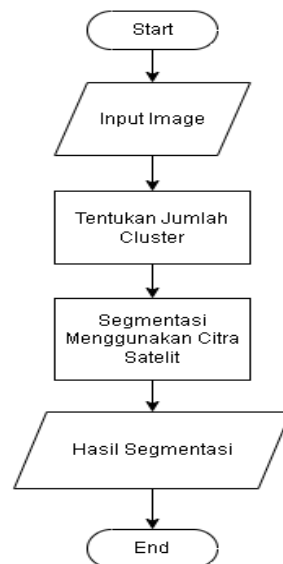 Start
Input Image
Tentukan Jumlah
Cluster
Segmentasi
Menggunakan Citra
Satelit
Hasil Segmentasi
End